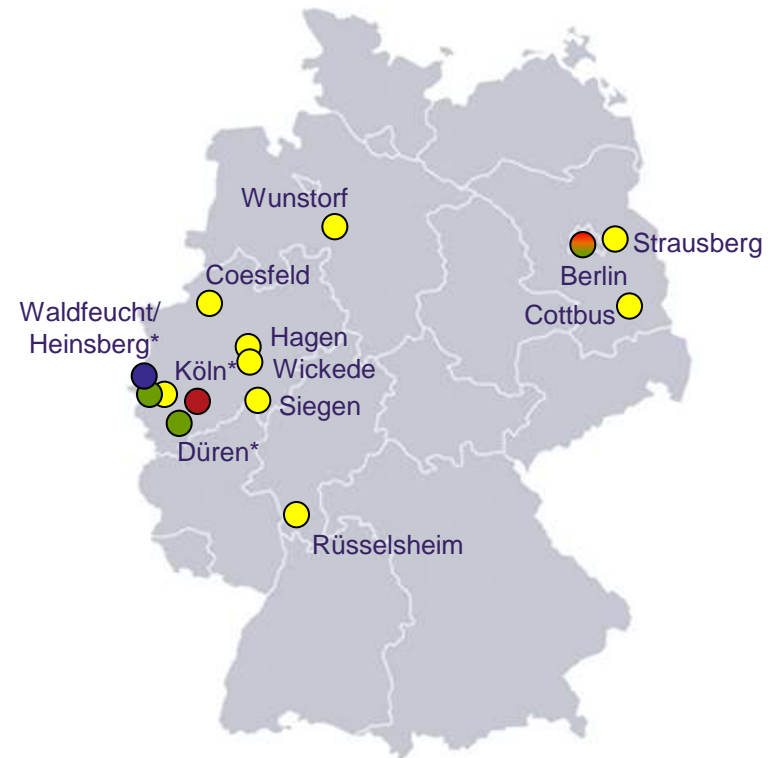 Wunstorf
Strausberg
Berlin
Coesfeld
Cottbus
Waldfeucht/
Heinsberg*
Hagen
Köln*
Wickede
Siegen
Düren*
Rüsselsheim